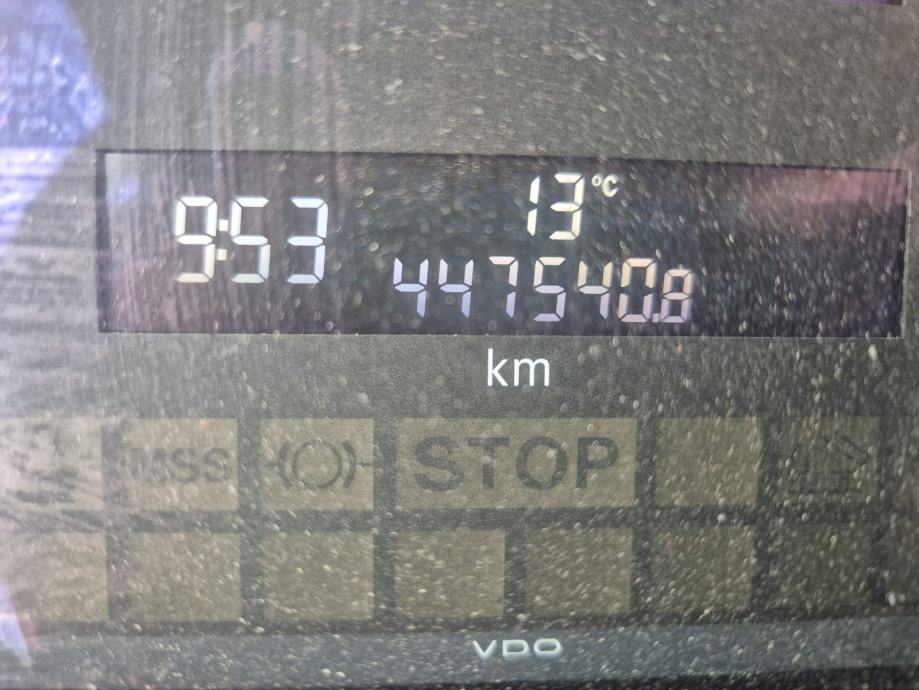 9:53
13 °C
447540.8
km
MSS
STOP
VDO